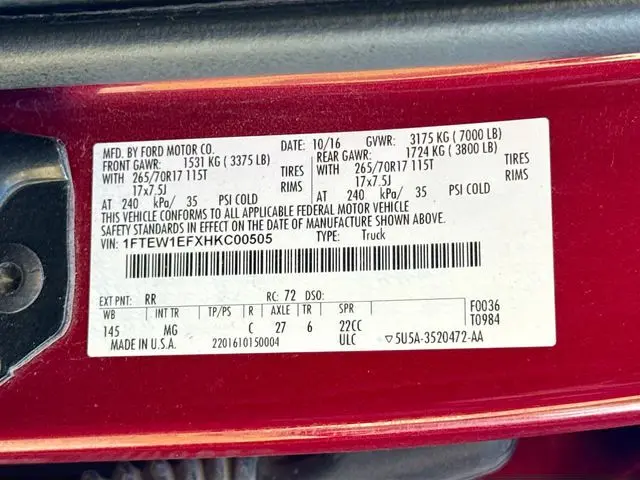 MFD. BY FORD MOTOR CO. DATE: 10/16 GVWR: 3175 KG ( 7000 LB)
FRONT GAWR: 1531 KG ( 3375 LB) REAR GAWR: 1724 KG ( 3800 LB)
WITH 265/70R17 115T TIRES WITH 265/70R17 115T TIRES
17x7.5J RIMS 17x7.5J RIMS
AT 240 kPa/ 35 PSI COLD AT 240 kPa/ 35 PSI COLD
THIS VEHICLE CONFORMS TO ALL APPLICABLE FEDERAL MOTOR VEHICLE
SAFETY STANDARDS IN EFFECT ON THE DATE OF MANUFACTURE SHOWN ABOVE.
VIN: 1FTEW1EFXHKC00505 TYPE: Truck
EXT PNT: RR RC: 72 DSO:
WB INT TR TP/PS R AXLE TR SPR F0036
145 MG C 27 6 22CC T0984
MADE IN U.S.A. 2201610150004 ULC ▽5U5A-3520472-AA